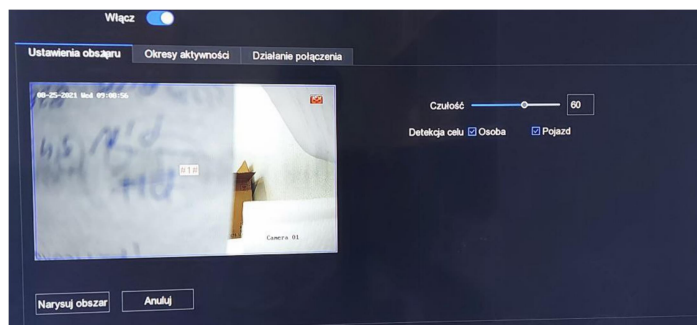 Włącz
Ustawienia obszaru Okresy aktywności Działanie połączenia
08-25-2021 Wed 09:08:56
Czułość 60
Detekcja celu Osoba Pojazd
#1#
Camera 01
Narysuj obszar Anuluj